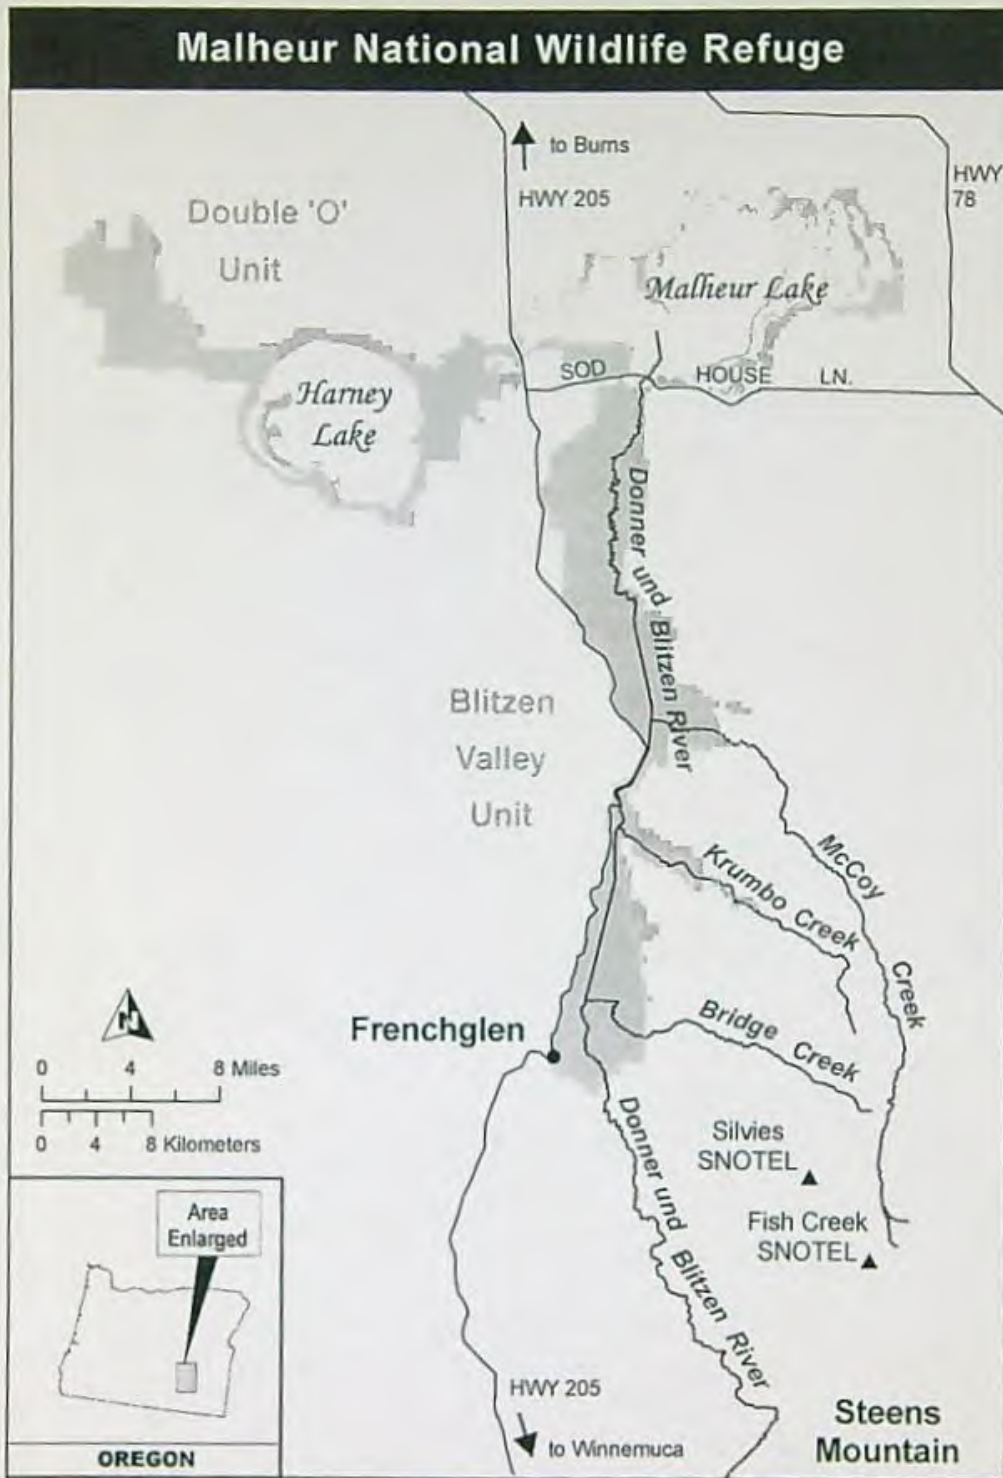 Malheur National Wildlife Refuge
to Burns
HWY 205
HWY
78
Double 'O'
Unit
Malheur Lake
SOD HOUSE LN.
Harney
Lake
Donner und Blitzen River
Blitzen
Valley
Unit
McCoy Creek
Krumbo Creek
Bridge Creek
Frenchglen
N
0 4 8 Miles
0 4 8 Kilometers
Silvies
SNOTEL
Fish Creek
SNOTEL
Donner und Blitzen River
Area
Enlarged
OREGON
HWY 205
to Winnemuca
Steens
Mountain